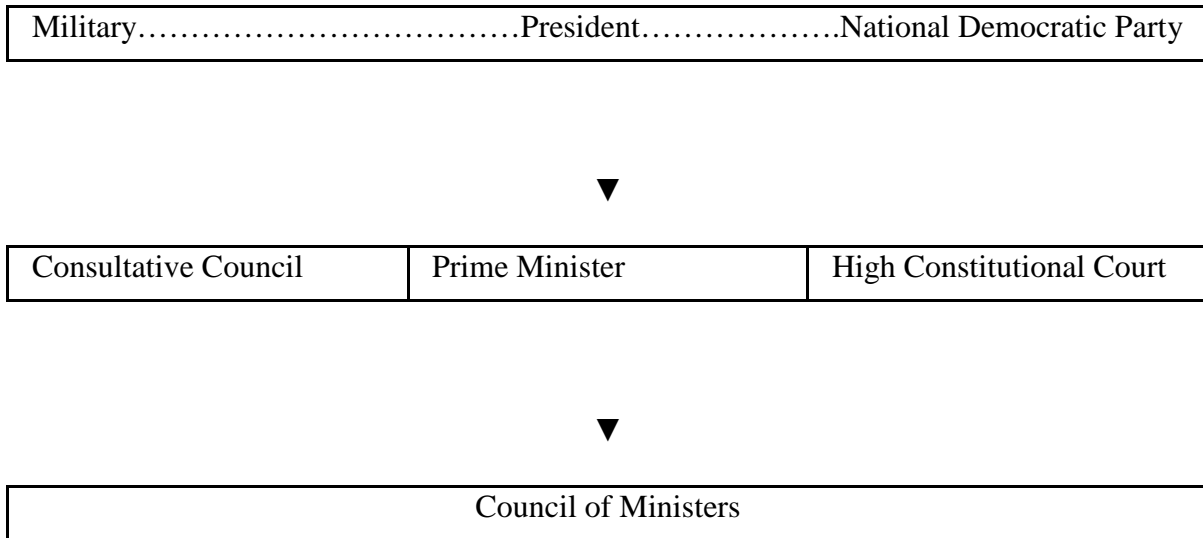 Military………………………………President……………….National Democratic Party
▼
Consultative Council Prime Minister High Constitutional Court
▼
Council of Ministers